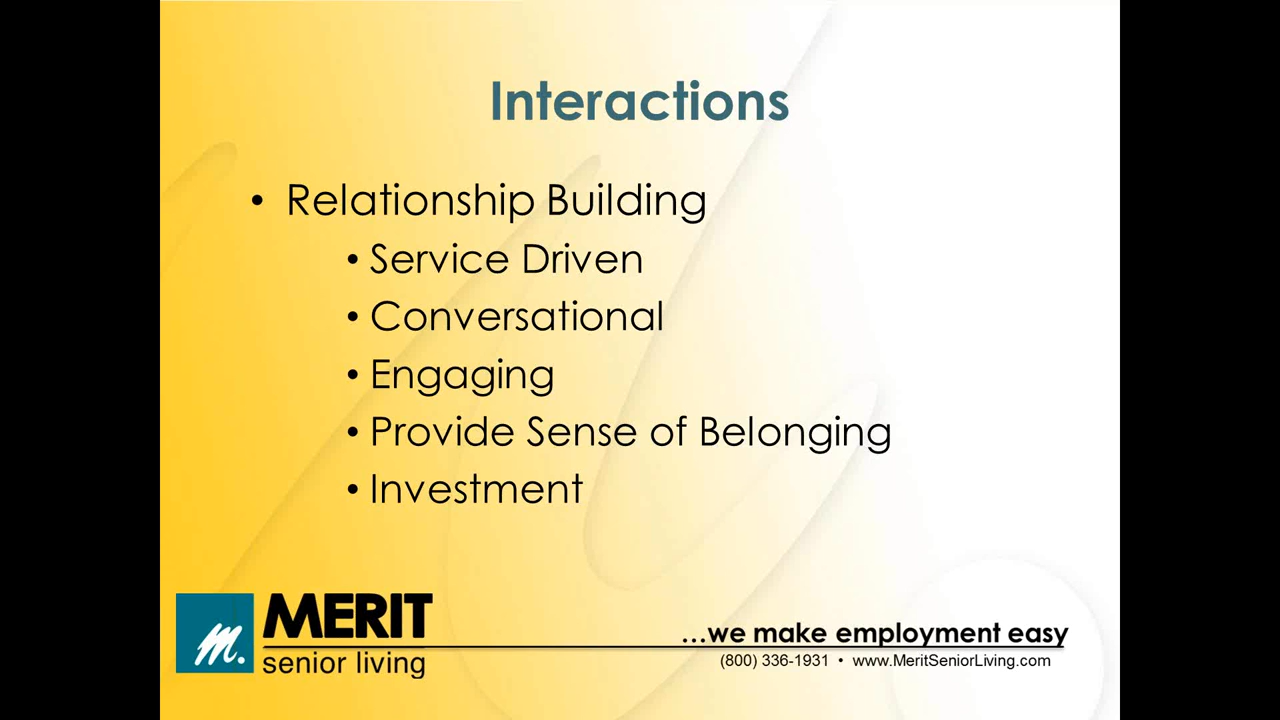 Interactions
• Relationship Building
• Service Driven
• Conversational
• Engaging
• Provide Sense of Belonging
• Investment
m.
MERIT
senior living
...we make employment easy
(800) 336-1931 • www.MeritSeniorLiving.com